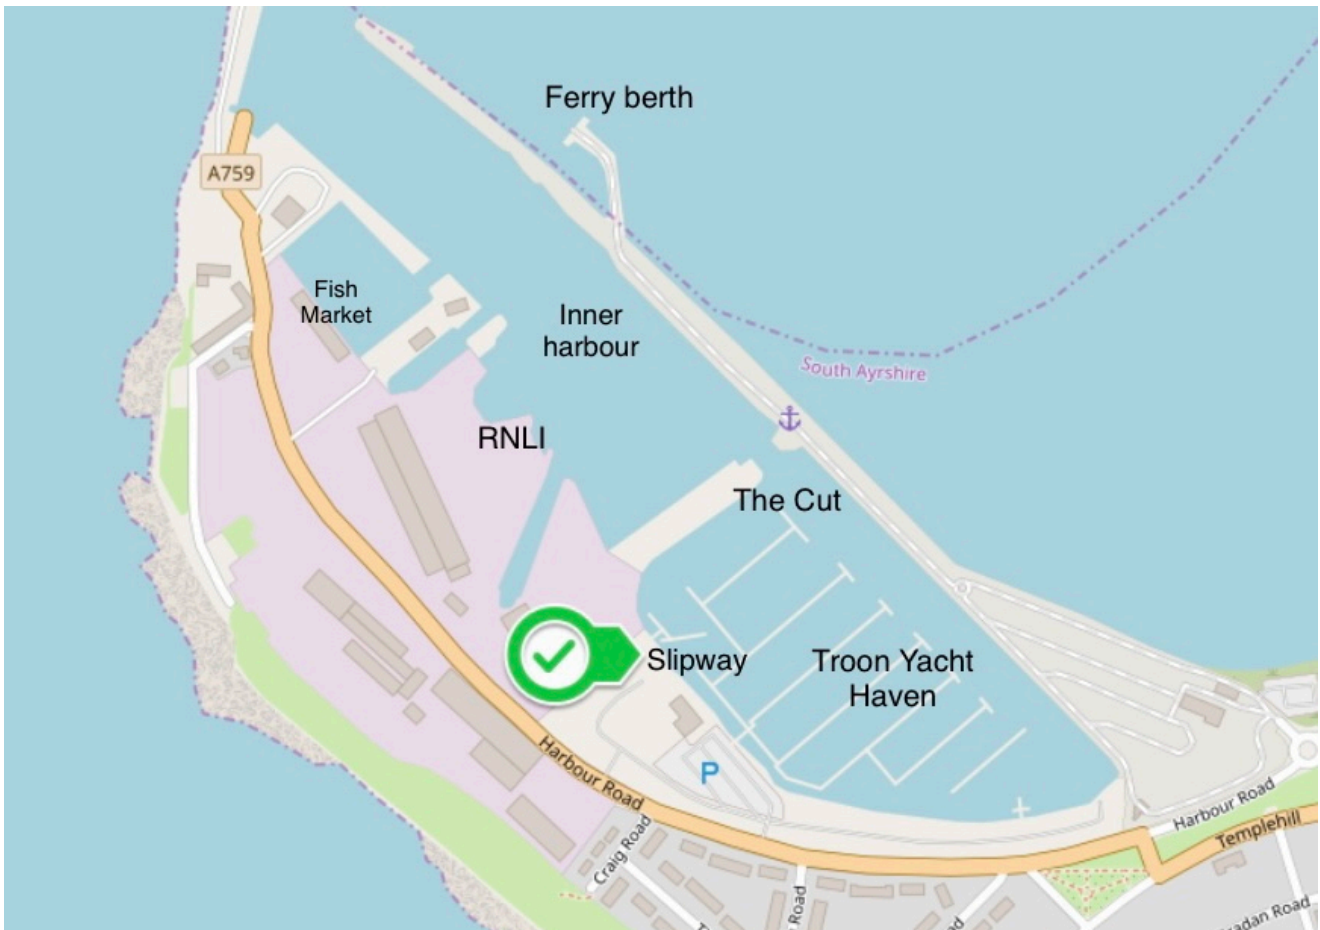 Ferry berth
A759
Fish
Market
Inner
harbour
South Ayrshire
RNLI
The Cut
Slipway
Troon Yacht
Haven
P
Harbour Road
Harbour Road
Templehill
Craig Road
Road